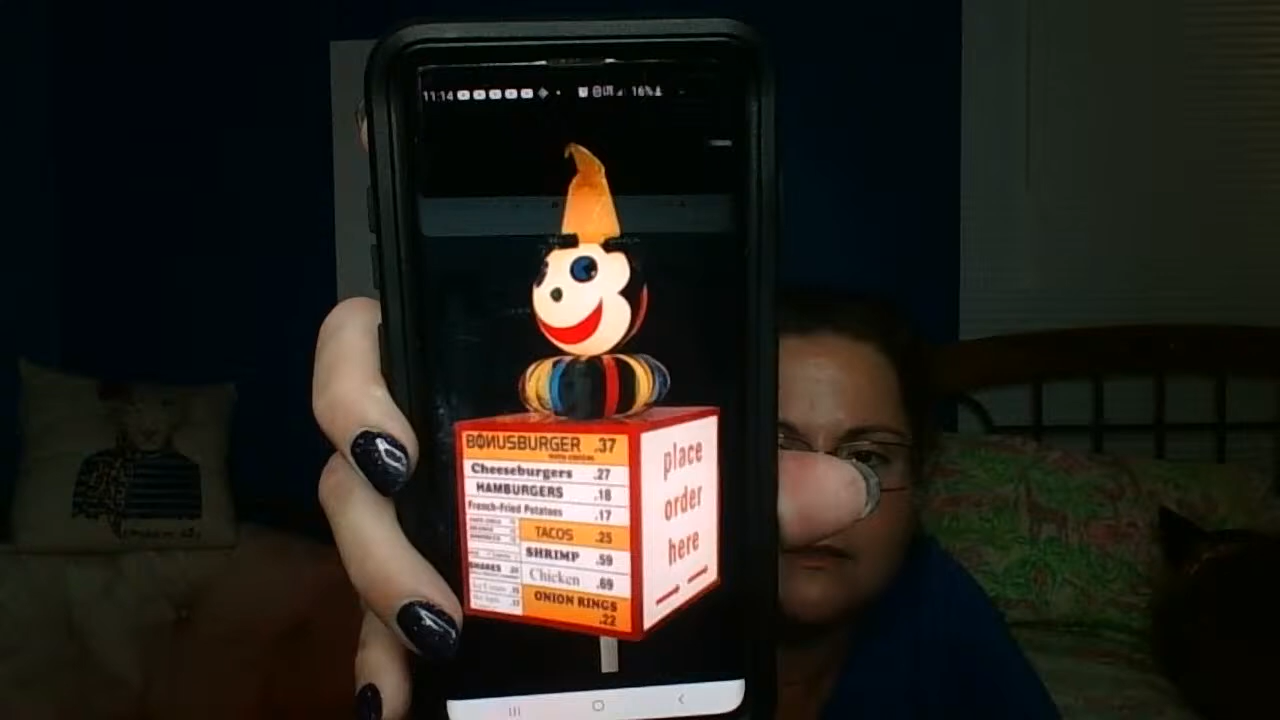 11:14
16%
BONUSBURGER .37
Cheeseburgers .27
HAMBURGERS .18
French-Fried Potatoes .17
TACOS .25
SHRIMP .59
SHAKES
Chicken .69
ONION RINGS
.22
place
order
here